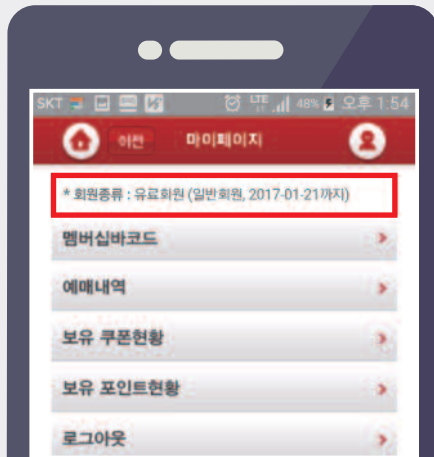 SKT LTE 48% 오후 1:54
이전 마이페이지
* 회원종류 : 유료회원 (일반회원, 2017-01-21까지)
멤버십바코드
예매내역
보유 쿠폰현황
보유 포인트현황
로그아웃